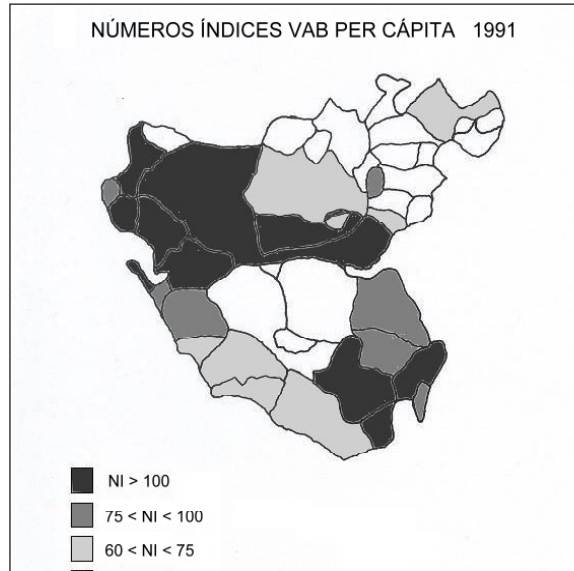 NÚMEROS ÍNDICES VAB PER CÁPITA 1991
NI > 100
75 < NI < 100
60 < NI < 75